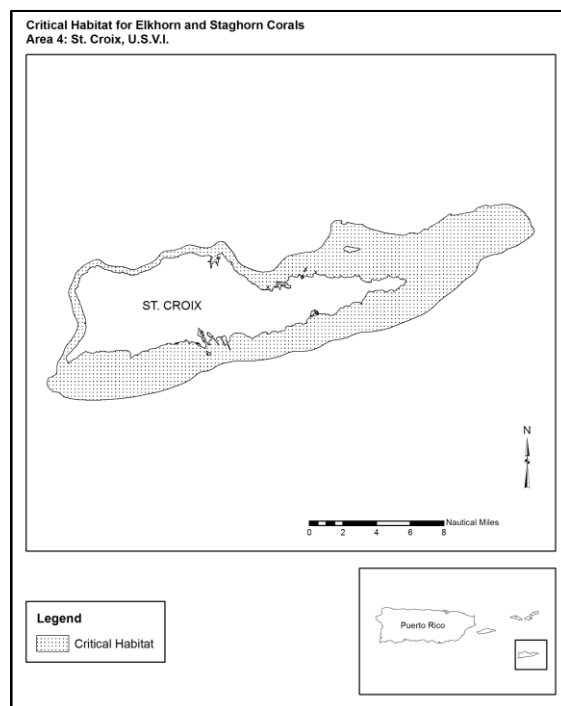 Critical Habitat for Elkhorn and Staghorn Corals
Area 4: St. Croix, U.S.V.I.
ST. CROIX
N
Nautical Miles
0 2 4 6 8
Legend
Critical Habitat
Puerto Rico